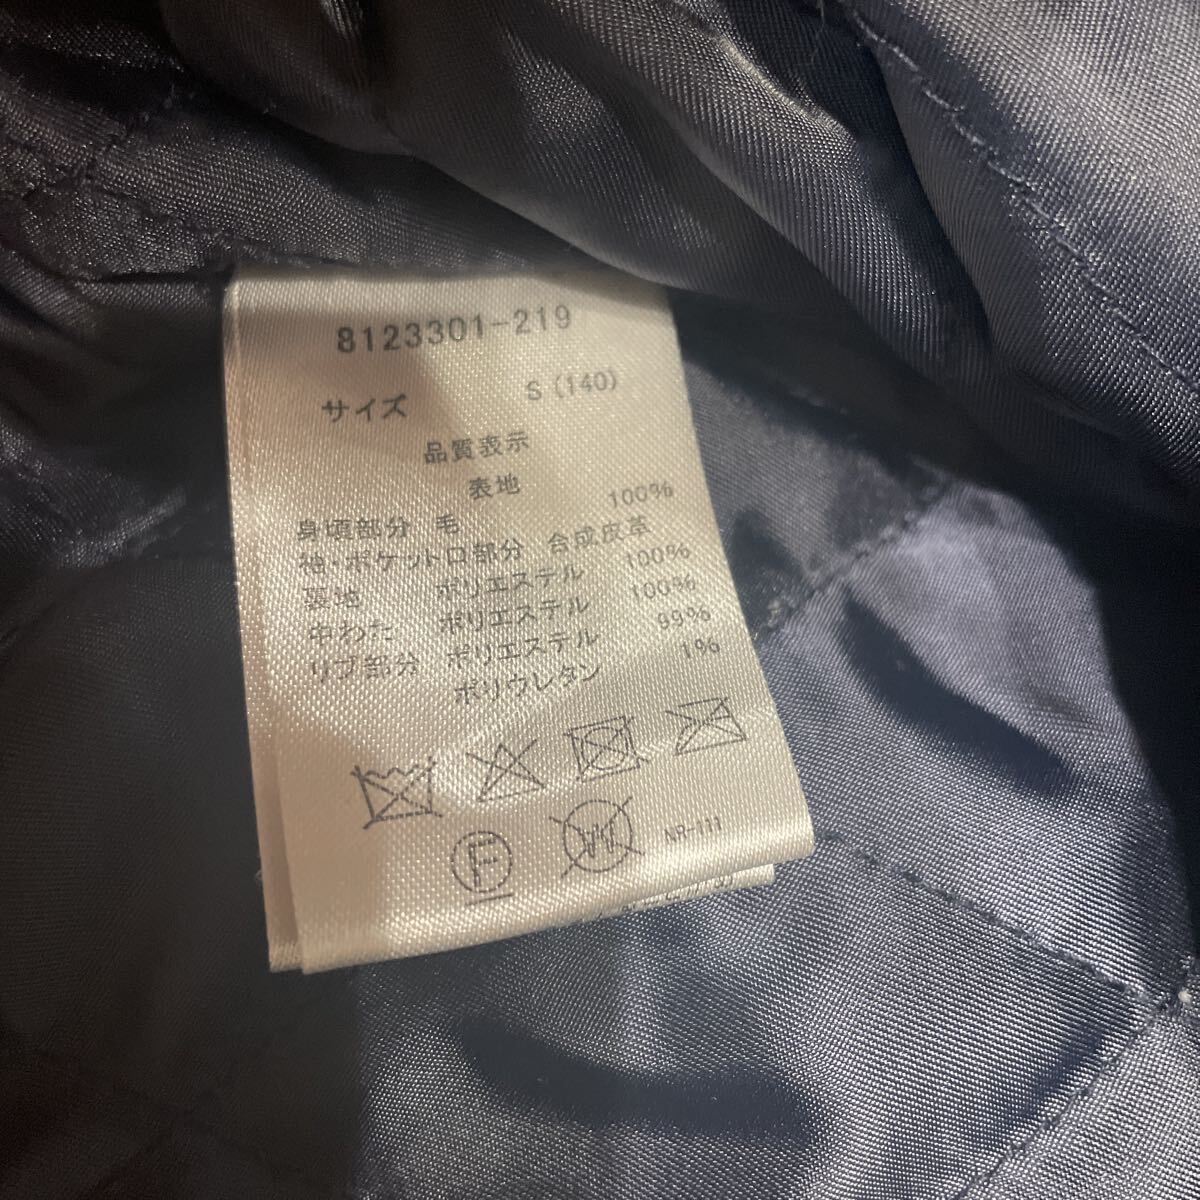 8123301-219
サイズ S (140)
品質表示
表地
身頃部分 毛 100%
袖・ポケット口部分 合成皮革
裏地 ポリエステル 100%
中わた ポリエステル 100%
リブ部分 ポリエステル 99%
ポリウレタン 1%
F W NR-111